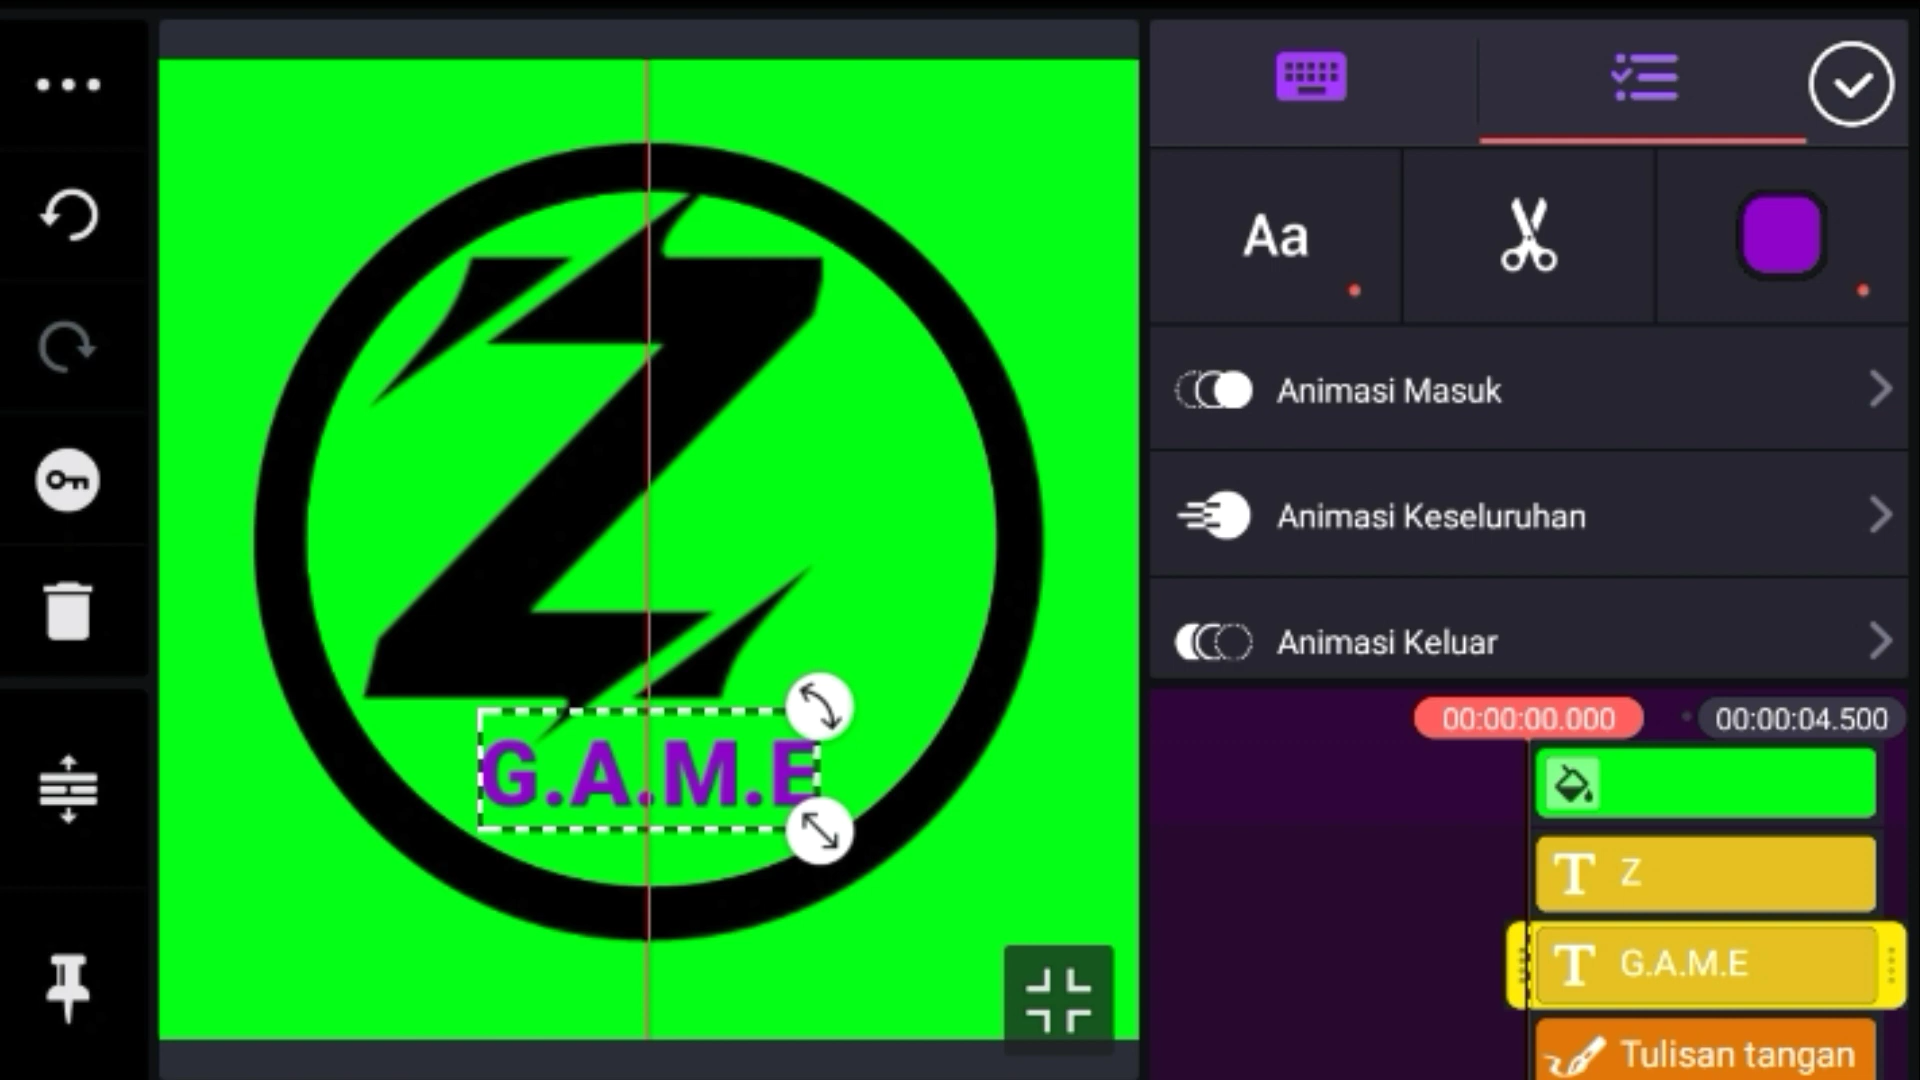 Z
G.A.M.E
Aa
Animasi Masuk
Animasi Keseluruhan
Animasi Keluar
00:00:00.000
00:00:04.500
T Z
T G.A.M.E
Tulisan tangan